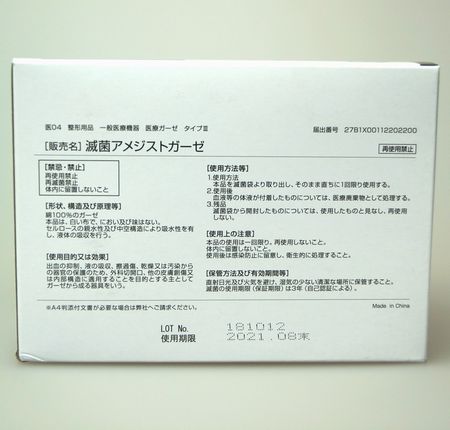 医04 整形用品 一般医療機器 医療ガーゼ タイプⅢ
届出番号 27B1X00112202200
[販売名] 滅菌アメジストガーゼ
再使用禁止
[禁忌・禁止]
再使用禁止
再滅菌禁止
体内に留置しないこと
[形状、構造及び原理等]
綿100%のガーゼ
本品は、白い布で、におい及び味はない。
セルロースの親水性及び中空構造により吸水性を有
し、液体の吸収を行う。
[使用目的又は効果]
出血の抑制、液の吸収、擦過傷、乾燥又は汚染から
の器官の保護のため、外科切開口、他の皮膚創傷又
は内部構造に適用することを目的とする主として
ガーゼから成る器具をいう。
[使用方法等]
1.使用方法
本品を滅菌袋より取り出し、そのまま直ちに1回限り使用する。
2.使用後
血液等の体液が付着したものについては、医療廃棄物として処理する。
3.残品
滅菌袋から開封したものについては、使用したものと見なし、再使用
しない。
[使用上の注意]
本品の使用は一回限り。再使用しないこと。
体内に留置しないこと。
使用後は感染防止に留意し、衛生的に処理すること。
[保管方法及び有効期間等]
直射日光及び火気を避け、湿気の少ない清潔な場所に保管すること。
滅菌の使用期限(保証期限)は3年(自己認証による)。
※A4判添付文書が必要な場合は弊社へご請求ください。
Made in China
LOT No. 181012
使用期限 2021.08末